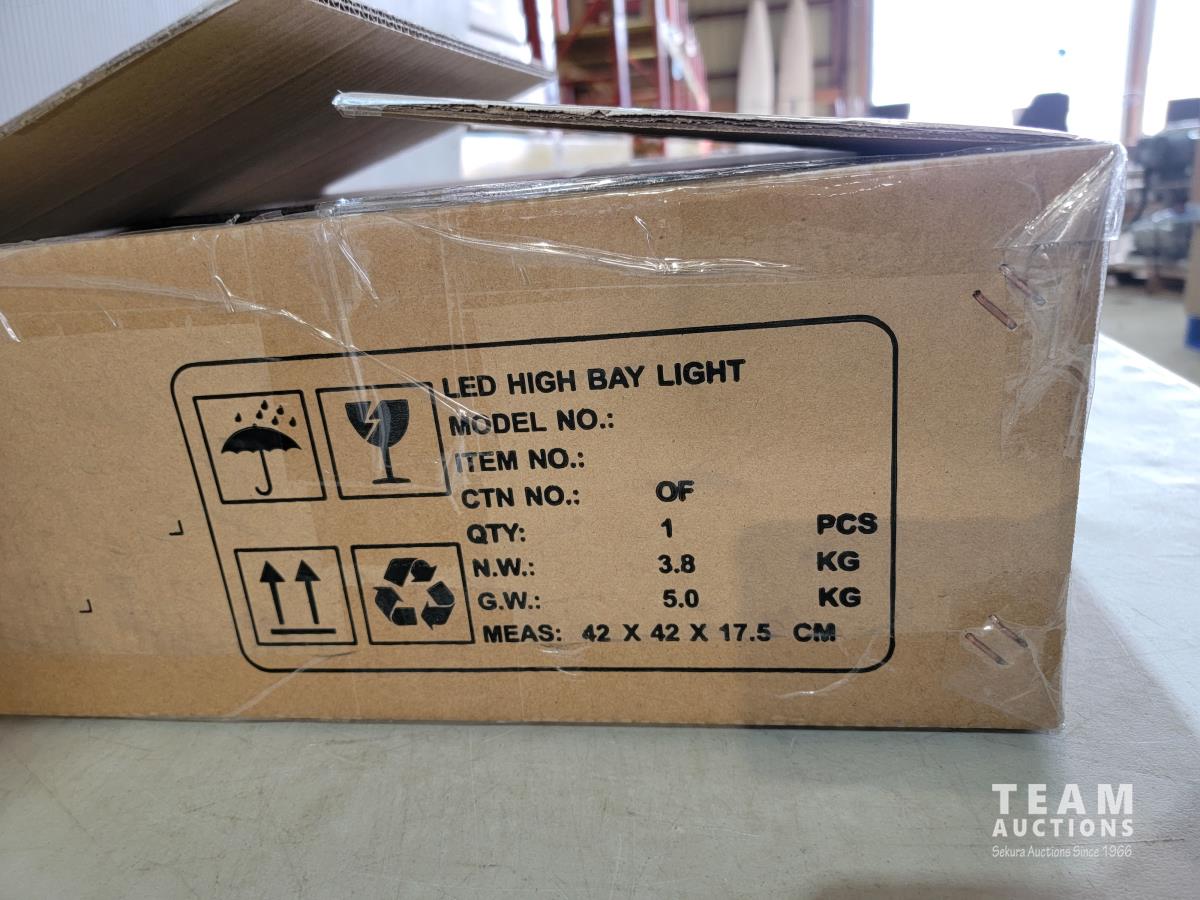 LED HIGH BAY LIGHT
MODEL NO.:
ITEM NO.:
CTN NO.: OF
QTY: 1 PCS
N.W.: 3.8 KG
G.W.: 5.0 KG
MEAS: 42 X 42 X 17.5 CM
TEAM
AUCTIONS
Sekura Auctions Since 1966